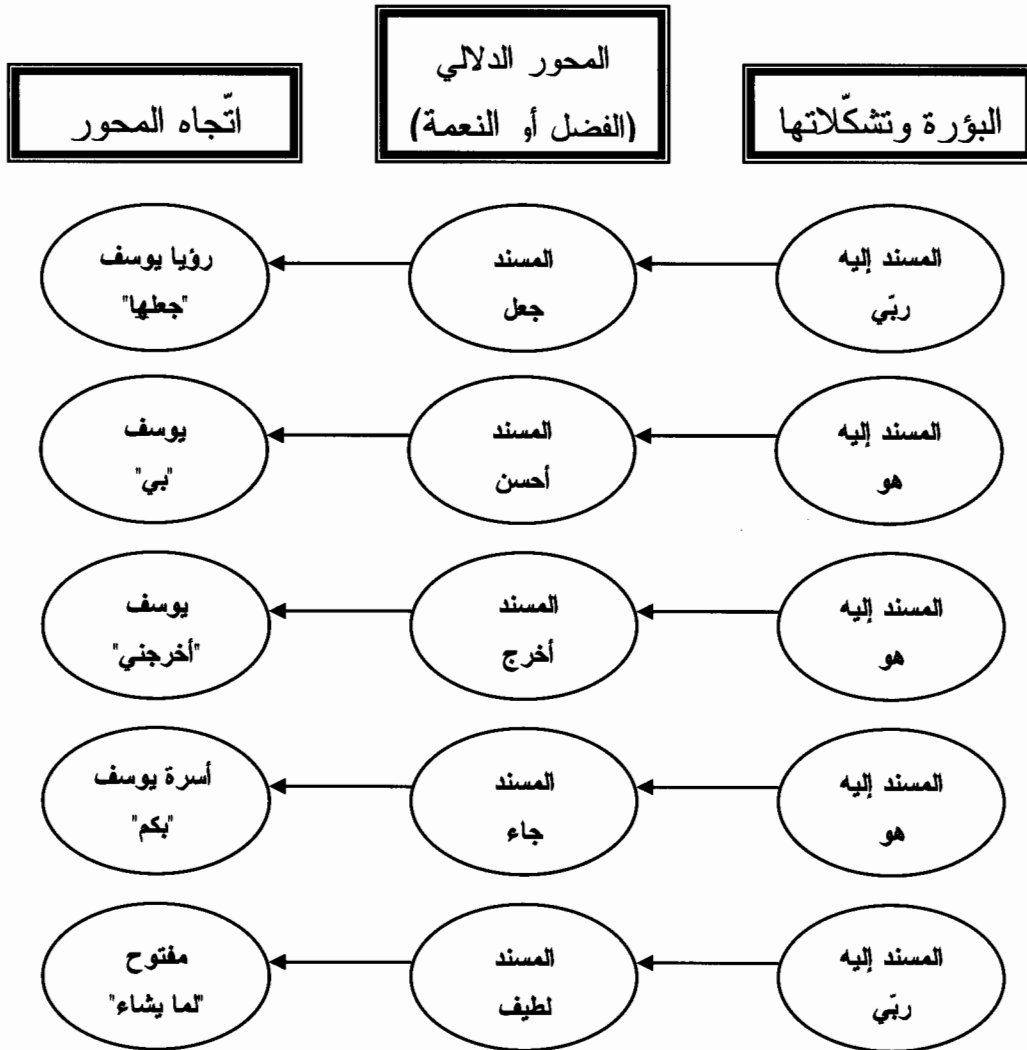 البؤرة وتشكّلاتها
المحور الدلالي
(الفضل أو النعمة)
اتّجاه المحور
المسند إليه
ربّي
المسند
جعل
رؤيا يوسف
"جعلها"
المسند إليه
هو
المسند
أحسن
يوسف
"بي"
المسند إليه
هو
المسند
أخرج
يوسف
"أخرجني"
المسند إليه
هو
المسند
جاء
أسرة يوسف
"بكم"
المسند إليه
ربّي
المسند
لطيف
مفتوح
"لما يشاء"